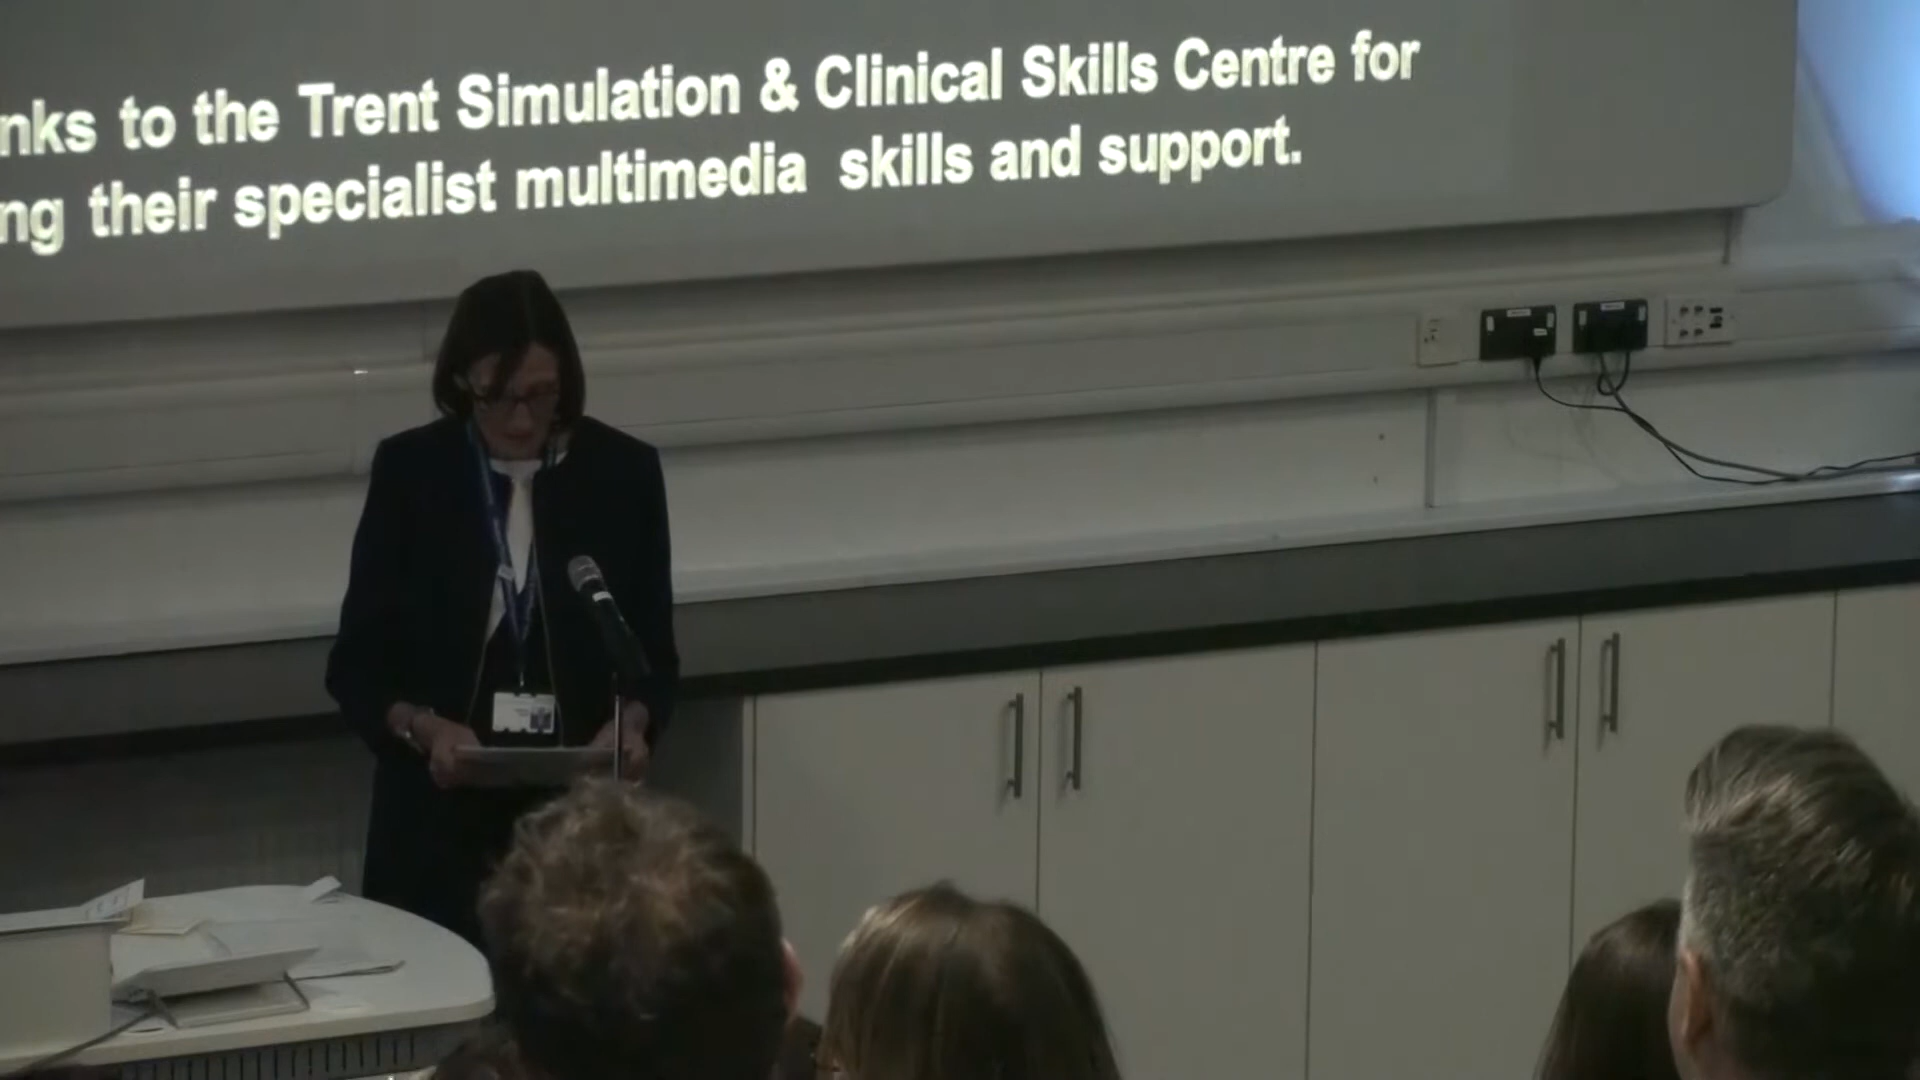 nks to the Trent Simulation & Clinical Skills Centre for
ng their specialist multimedia skills and support.